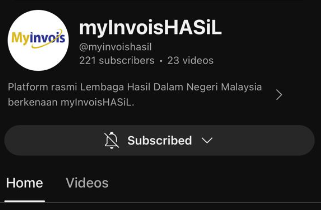 Myinvois
myInvoisHASiL
@myinvoishasil
221 subscribers • 23 videos
Platform rasmi Lembaga Hasil Dalam Negeri Malaysia
berkenaan myInvoisHASiL.
Subscribed
Home Videos